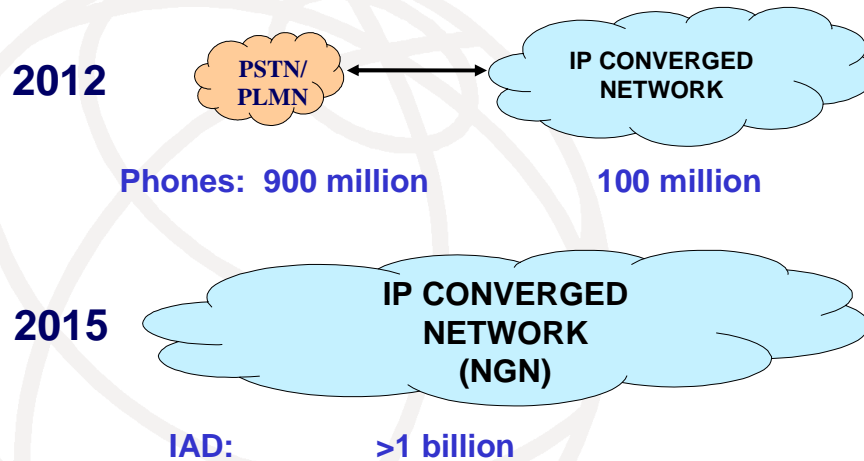 2012
PSTN/
PLMN
IP CONVERGED
NETWORK
Phones: 900 million 100 million
2015
IP CONVERGED
NETWORK
(NGN)
IAD: >1 billion